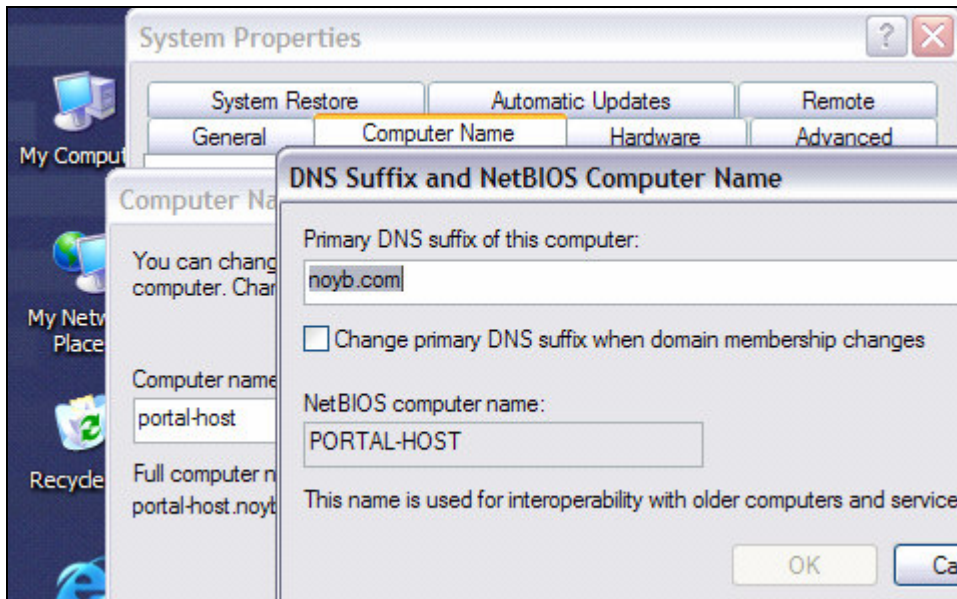 System Properties
?
System Restore
Automatic Updates
Remote
General
Computer Name
Hardware
Advanced
My Comput
Computer Na
DNS Suffix and NetBIOS Computer Name
Primary DNS suffix of this computer:
noyb.com
You can chang
computer. Char
My Netw
Place
Change primary DNS suffix when domain membership changes
Computer name
portal-host
NetBIOS computer name:
PORTAL-HOST
Recycle
Full computer n
portal-host.noyb
This name is used for interoperability with older computers and service
OK
Ca